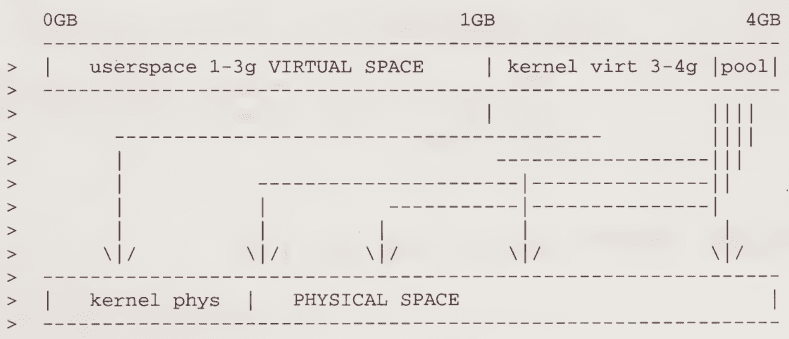 0GB 1GB 4GB
---------------------------------------------------------
> | userspace 1-3g VIRTUAL SPACE | kernel virt 3-4g |pool|
> ---------------------------------------------------------
> | ||||
> ------------------------------------- ||||
> | ----------------|||
> | --------------------|-------------||
> | | -----------|-------------|
> | | | | |
> \|/ \|/ \|/ \|/ \|/
> ---------------------------------------------------------
> | kernel phys | PHYSICAL SPACE |
> ---------------------------------------------------------